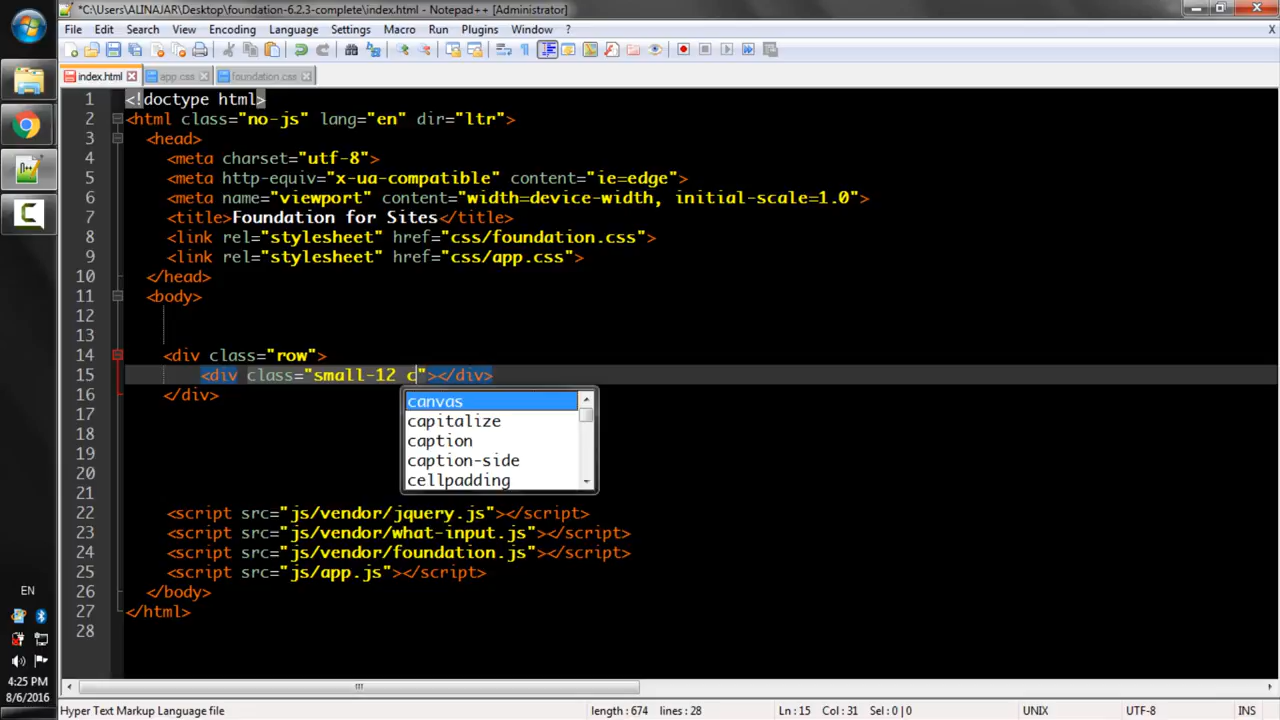 *C:\Users\ALINAJAR\Desktop\foundation-6.2.3-complete\index.html - Notepad++ [Administrator]
File Edit Search View Encoding Language Settings Macro Run Plugins Window ?
index.html app.css foundation.css
1 <!doctype html>
2 <html class="no-js" lang="en" dir="ltr">
3 <head>
4 <meta charset="utf-8">
5 <meta http-equiv="x-ua-compatible" content="ie=edge">
6 <meta name="viewport" content="width=device-width, initial-scale=1.0">
7 <title>Foundation for Sites</title>
8 <link rel="stylesheet" href="css/foundation.css">
9 <link rel="stylesheet" href="css/app.css">
10 </head>
11 <body>
12
13
14 <div class="row">
15 <div class="small-12 c"></div>
16 </div>
canvas
capitalize
caption
caption-side
cellpadding
17
18
19
20
21
22 <script src="js/vendor/jquery.js"></script>
23 <script src="js/vendor/what-input.js"></script>
24 <script src="js/vendor/foundation.js"></script>
25 <script src="js/app.js"></script>
26 </body>
27 </html>
28
EN
4:25 PM
8/6/2016
Hyper Text Markup Language file length : 674 lines : 28 Ln : 15 Col : 31 Sel : 0 | 0 UNIX UTF-8 INS